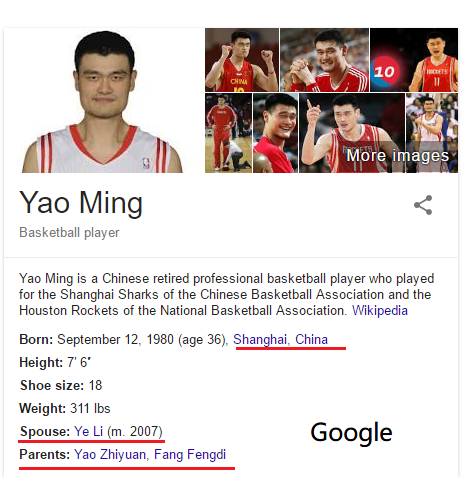 CHINA
10
ROCKETS
11
More images
Yao Ming
Basketball player
Yao Ming is a Chinese retired professional basketball player who played
for the Shanghai Sharks of the Chinese Basketball Association and the
Houston Rockets of the National Basketball Association. Wikipedia
Born: September 12, 1980 (age 36), Shanghai, China
Height: 7′ 6″
Shoe size: 18
Weight: 311 lbs
Spouse: Ye Li (m. 2007)
Google
Parents: Yao Zhiyuan, Fang Fengdi